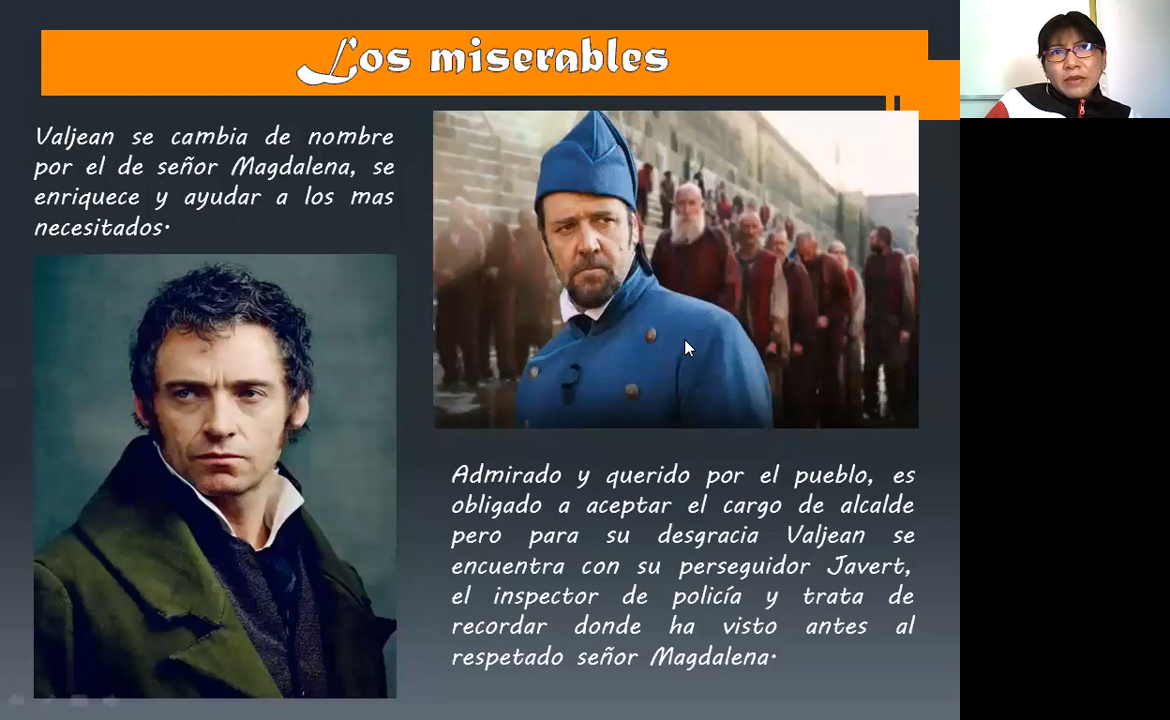 Los miserables
Valjean se cambia de nombre
por el de señor Magdalena, se
enriquece y ayudar a los mas
necesitados.
Admirado y querido por el pueblo, es
obligado a aceptar el cargo de alcalde
pero para su desgracia Valjean se
encuentra con su perseguidor Javert,
el inspector de policía y trata de
recordar donde ha visto antes al
respetado señor Magdalena.